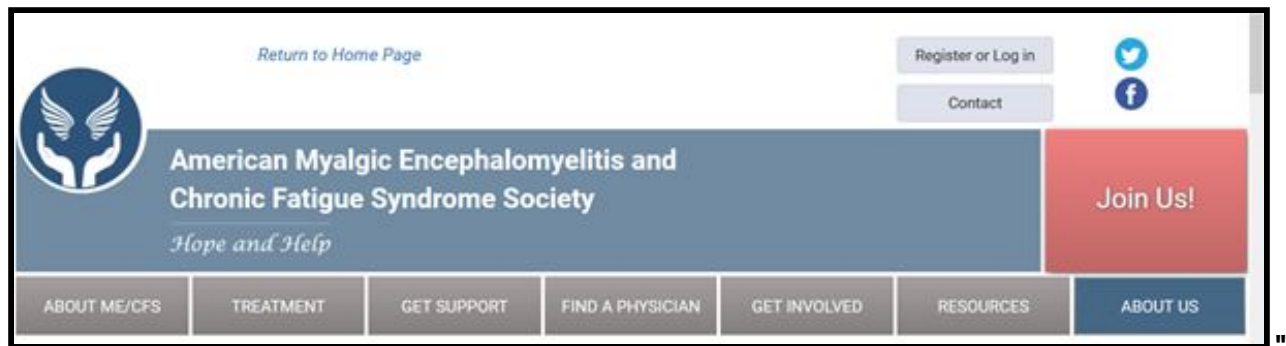 Return to Home Page
Register or Log in
Contact
American Myalgic Encephalomyelitis and
Chronic Fatigue Syndrome Society
Hope and Help
Join Us!
ABOUT ME/CFS TREATMENT GET SUPPORT FIND A PHYSICIAN GET INVOLVED RESOURCES ABOUT US
"